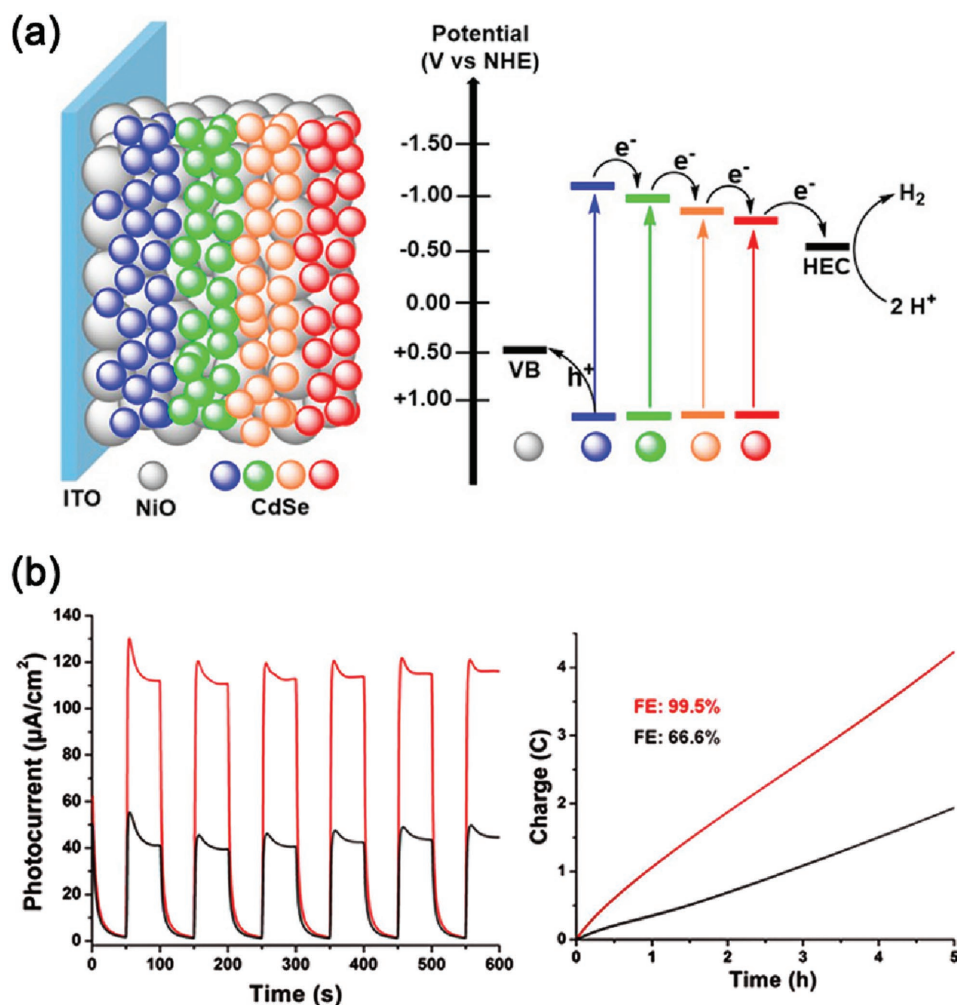 (a)
Potential
(V vs NHE)
-1.50
-1.00
-0.50
0.00
+0.50
+1.00
e⁻
e⁻
e⁻
e⁻
H₂
HEC
2 H⁺
VB
h⁺
ITO
NiO
CdSe
(b)
Photocurrent (µA/cm²)
140
120
100
80
60
40
20
0
0
100
200
300
400
500
600
Time (s)
Charge (C)
4
3
2
1
0
FE: 99.5%
FE: 66.6%
0
1
2
3
4
5
Time (h)